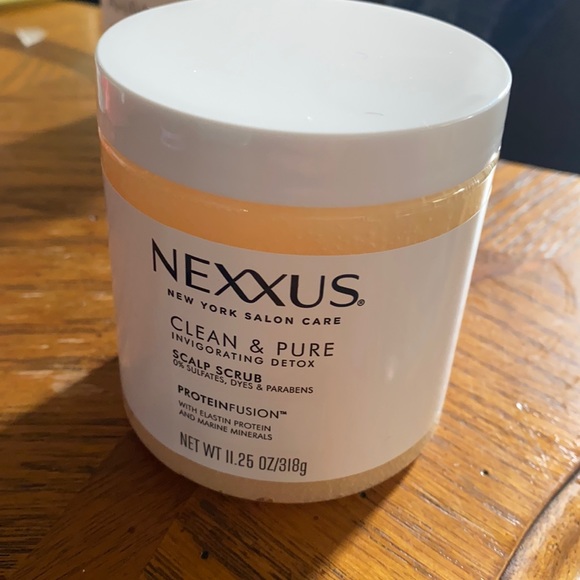 NEXXUS®
NEW YORK SALON CARE
CLEAN & PURE
INVIGORATING DETOX
SCALP SCRUB
0% SULFATES, DYES & PARABENS
PROTEINFUSION™
WITH ELASTIN PROTEIN
AND MARINE MINERALS
NET WT 11.25 OZ/318g